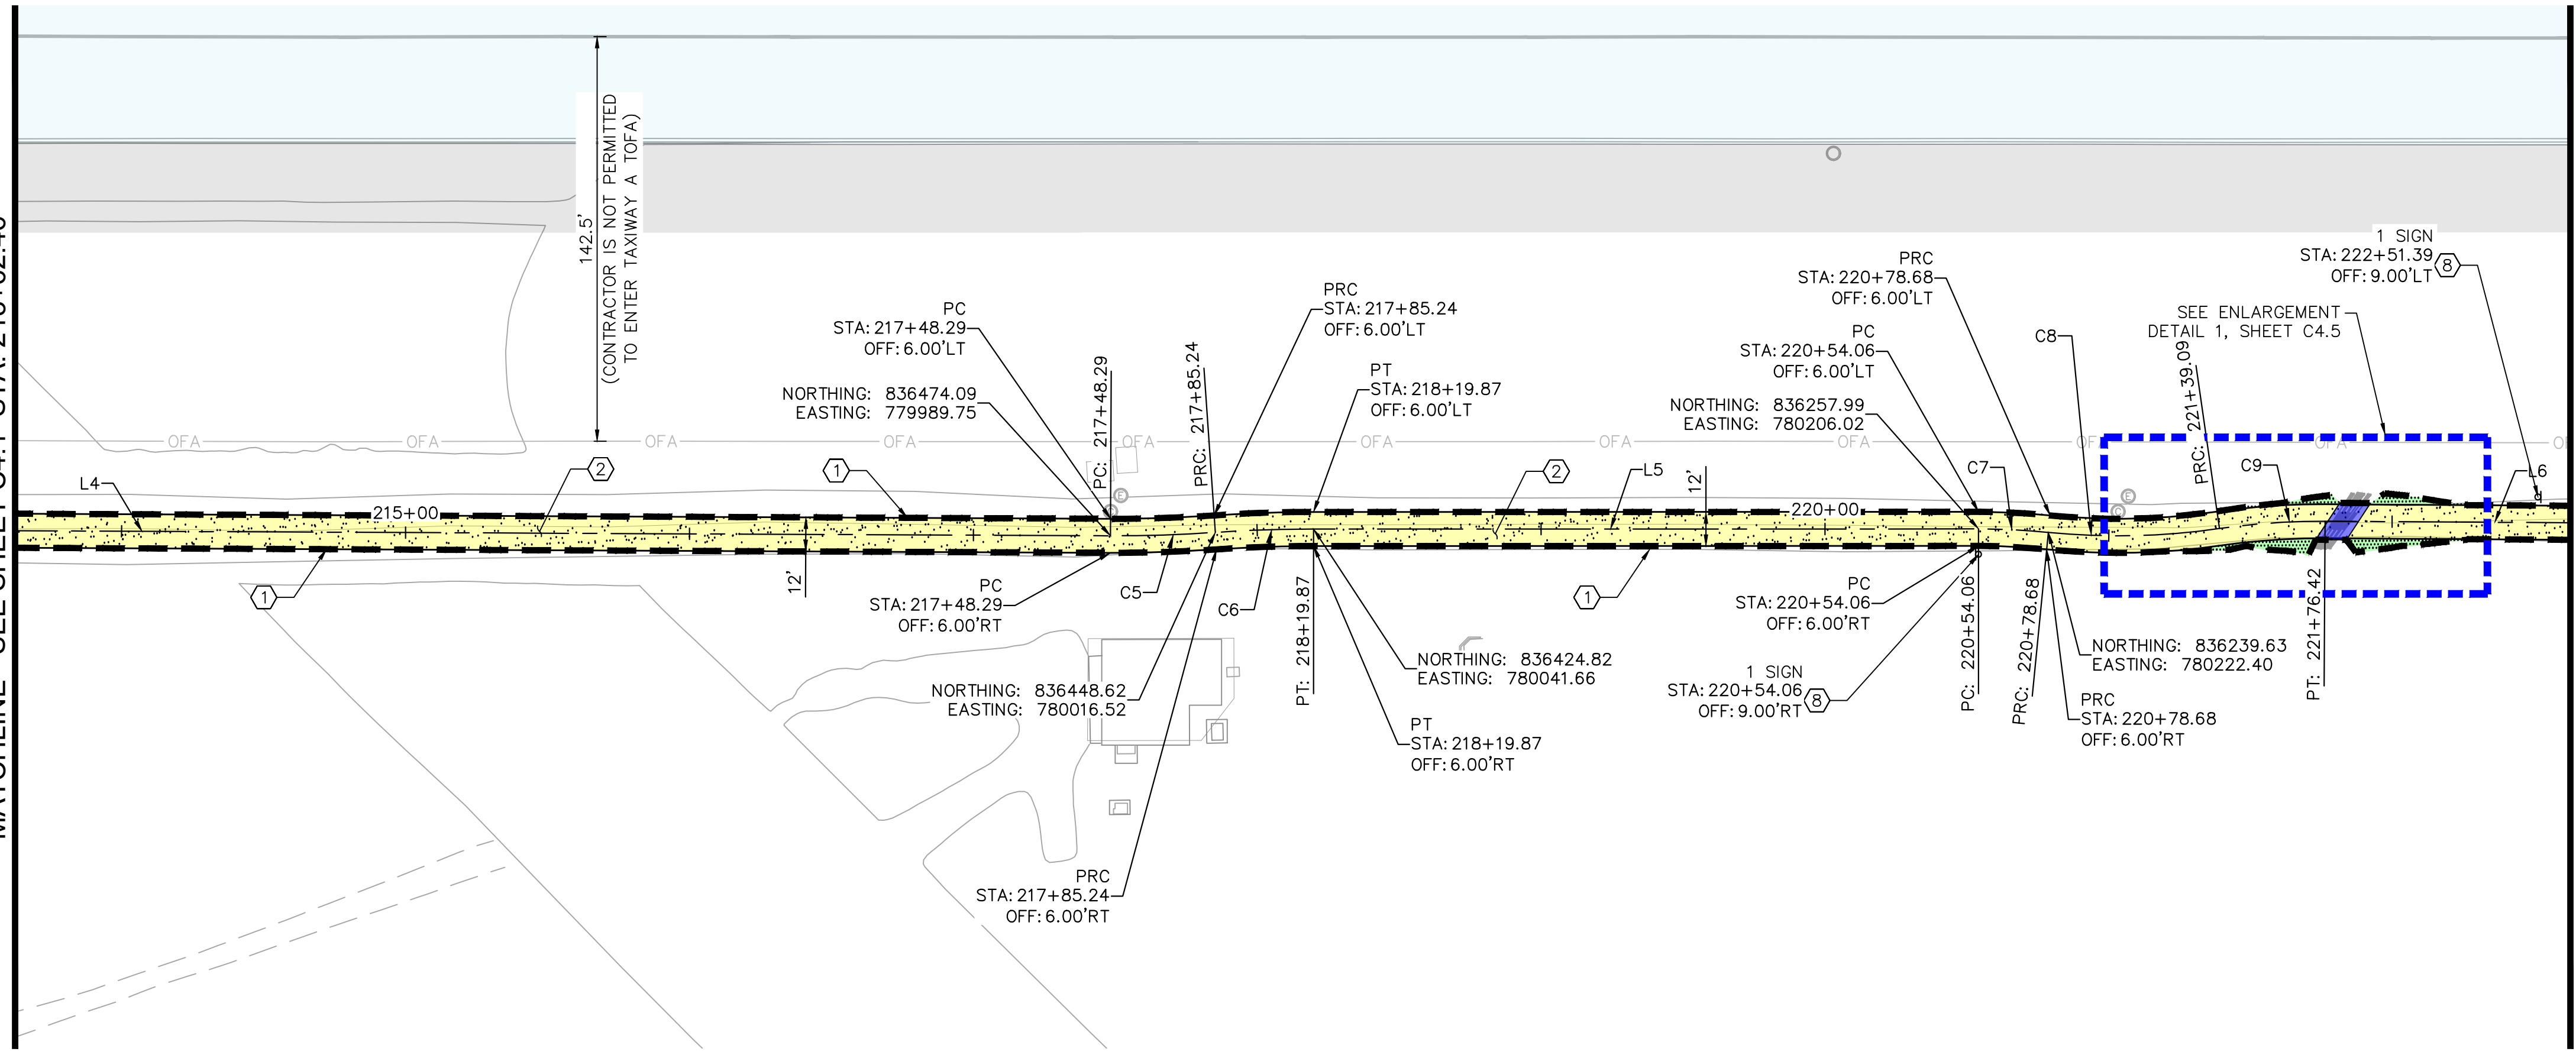 142.5'
(CONTRACTOR IS NOT PERMITTED
TO ENTER TAXIWAY A TOFA)
1 SIGN
STA: 222+51.39
OFF: 9.00'LT
8
PRC
STA: 220+78.68
OFF: 6.00'LT
PRC
STA: 217+85.24
OFF: 6.00'LT
PC
STA: 217+48.29
OFF: 6.00'LT
SEE ENLARGEMENT
DETAIL 1, SHEET C4.5
PC
STA: 220+54.06
OFF: 6.00'LT
C8
PT
STA: 218+19.87
OFF: 6.00'LT
NORTHING: 836474.09
EASTING: 779989.75
NORTHING: 836257.99
EASTING: 780206.02
PC: 217+48.29
PRC: 217+85.24
PRC: 221+39.09
OFA
OFA
OFA
OFA
OFA
OFA
OFA
OFA
OFA
L4
2
1
E
2
L5
12'
C7
E
C9
L6
215+00
220+00
1
12'
PC
STA: 217+48.29
OFF: 6.00'RT
C5
C6
PT: 218+19.87
1
PC
STA: 220+54.06
OFF: 6.00'RT
PC: 220+54.06
PRC: 220+78.68
PT: 221+76.42
NORTHING: 836424.82
EASTING: 780041.66
NORTHING: 836239.63
EASTING: 780222.40
NORTHING: 836448.62
EASTING: 780016.52
1 SIGN
STA: 220+54.06
OFF: 9.00'RT
8
PRC
STA: 220+78.68
OFF: 6.00'RT
PT
STA: 218+19.87
OFF: 6.00'RT
PRC
STA: 217+85.24
OFF: 6.00'RT